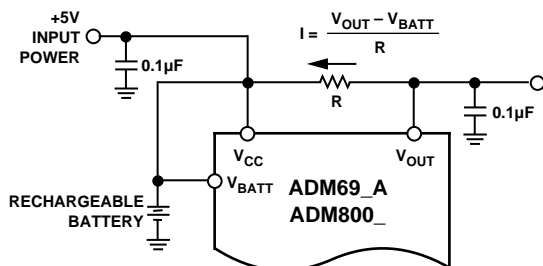 +5V
INPUT
POWER
0.1µF
I = (V_OUT – V_BATT) / R
R
0.1µF
V_CC
V_OUT
V_BATT
ADM69_A
ADM800_
RECHARGEABLE
BATTERY